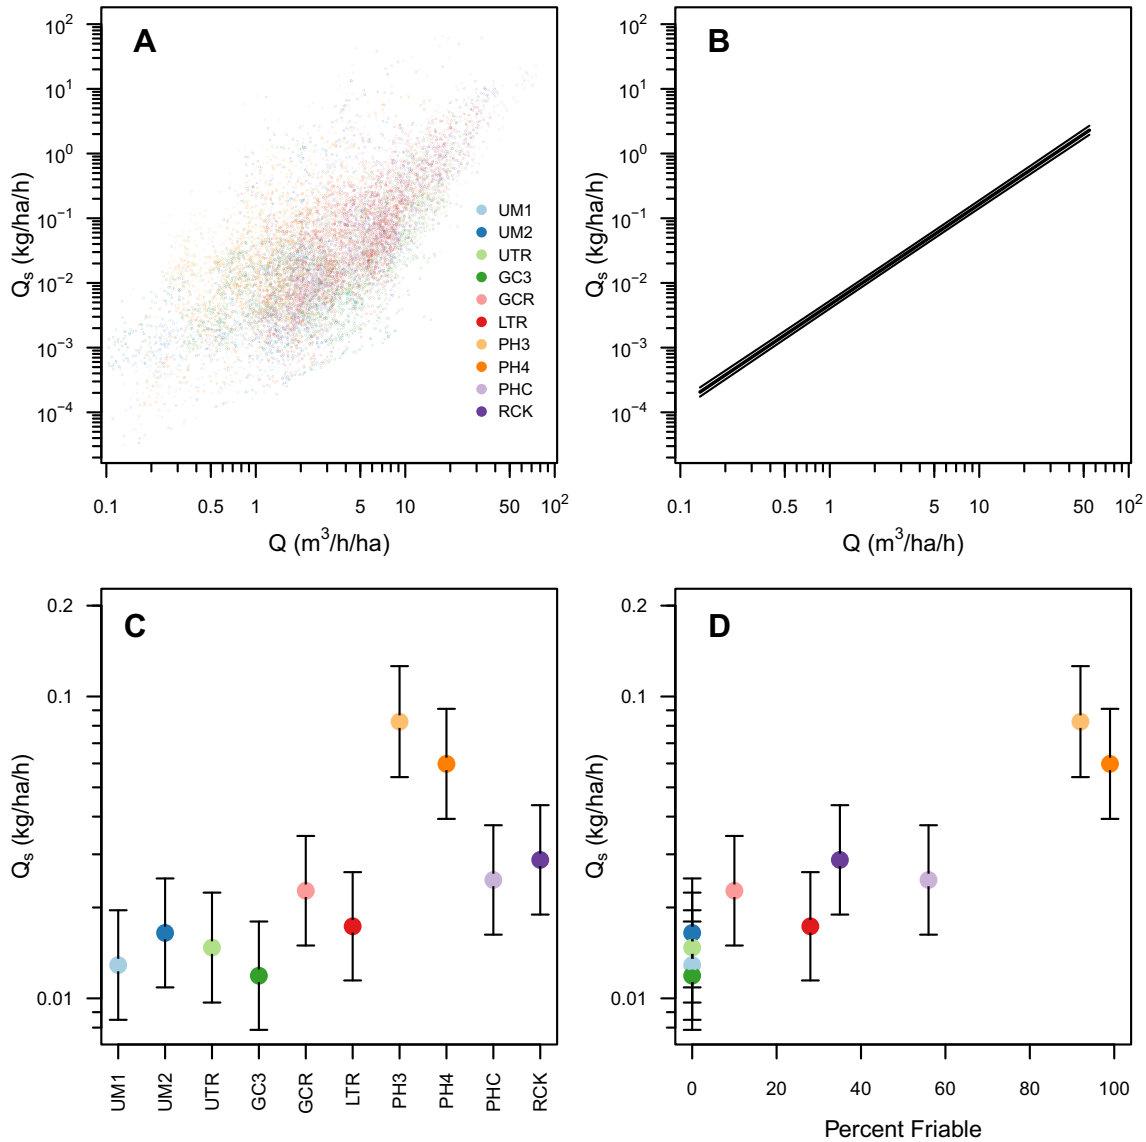 A
Q_s (kg/ha/h)
10^2
10^1
10^0
10^−1
10^−2
10^−3
10^−4
UM1
UM2
UTR
GC3
GCR
LTR
PH3
PH4
PHC
RCK
0.1 0.5 1 5 10 50 10^2
Q (m^3/h/ha)
B
Q_s (kg/ha/h)
10^2
10^1
10^0
10^−1
10^−2
10^−3
10^−4
0.1 0.5 1 5 10 50 10^2
Q (m^3/ha/h)
C
Q_s (kg/ha/h)
0.2
0.1
0.01
UM1
UM2
UTR
GC3
GCR
LTR
PH3
PH4
PHC
RCK
D
Q_s (kg/ha/h)
0.2
0.1
0.01
0 20 40 60 80 100
Percent Friable